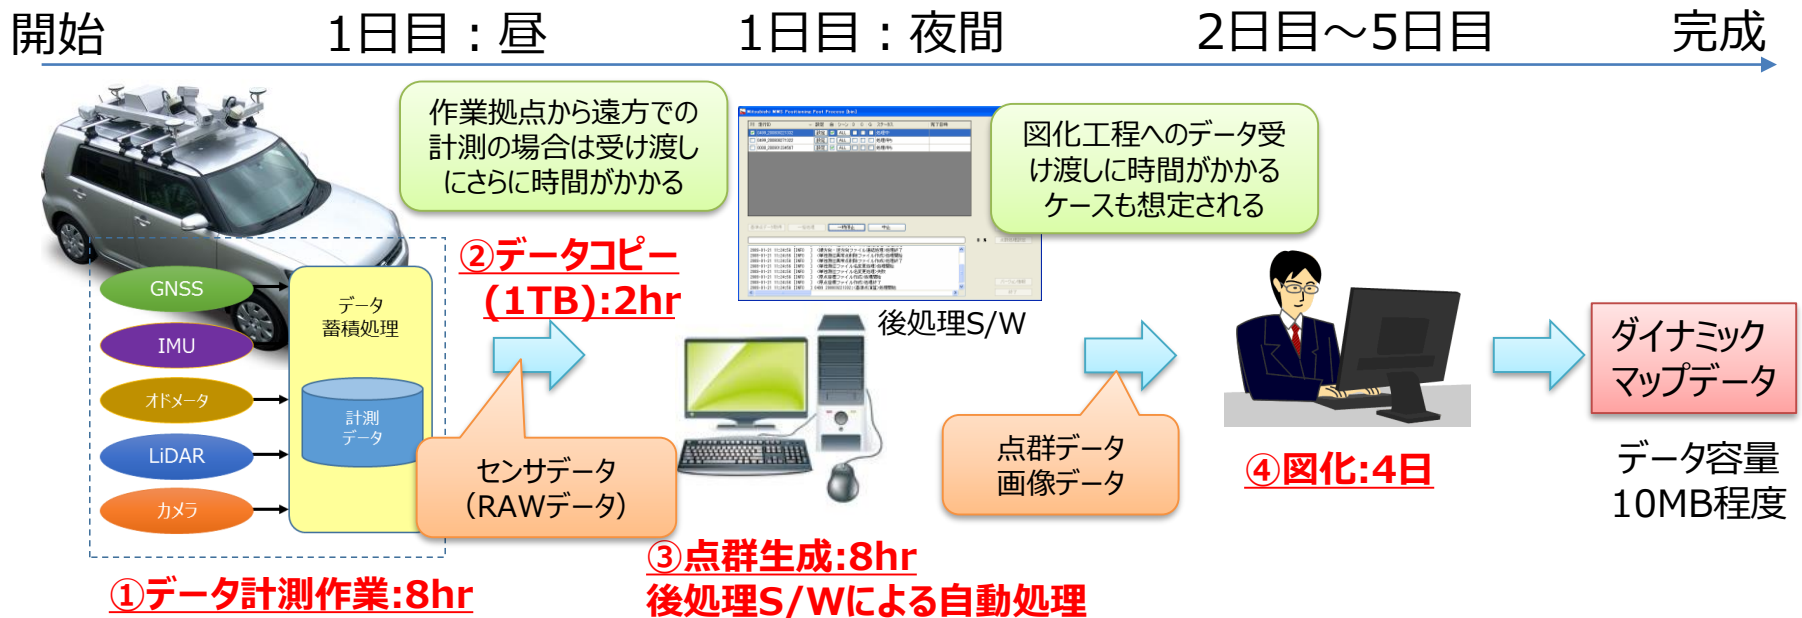 開始
1日目：昼
1日目：夜間
2日目～5日目
完成
作業拠点から遠方での
計測の場合は受け渡し
にさらに時間がかかる
図化工程へのデータ受
け渡しに時間がかかる
ケースも想定される
②データコピー
(1TB):2hr
GNSS
IMU
オドメータ
LiDAR
カメラ
データ
蓄積処理
計測
データ
センサデータ
（RAWデータ）
後処理S/W
点群データ
画像データ
ダイナミック
マップデータ
データ容量
10MB程度
①データ計測作業:8hr
③点群生成:8hr
後処理S/Wによる自動処理
④図化:4日